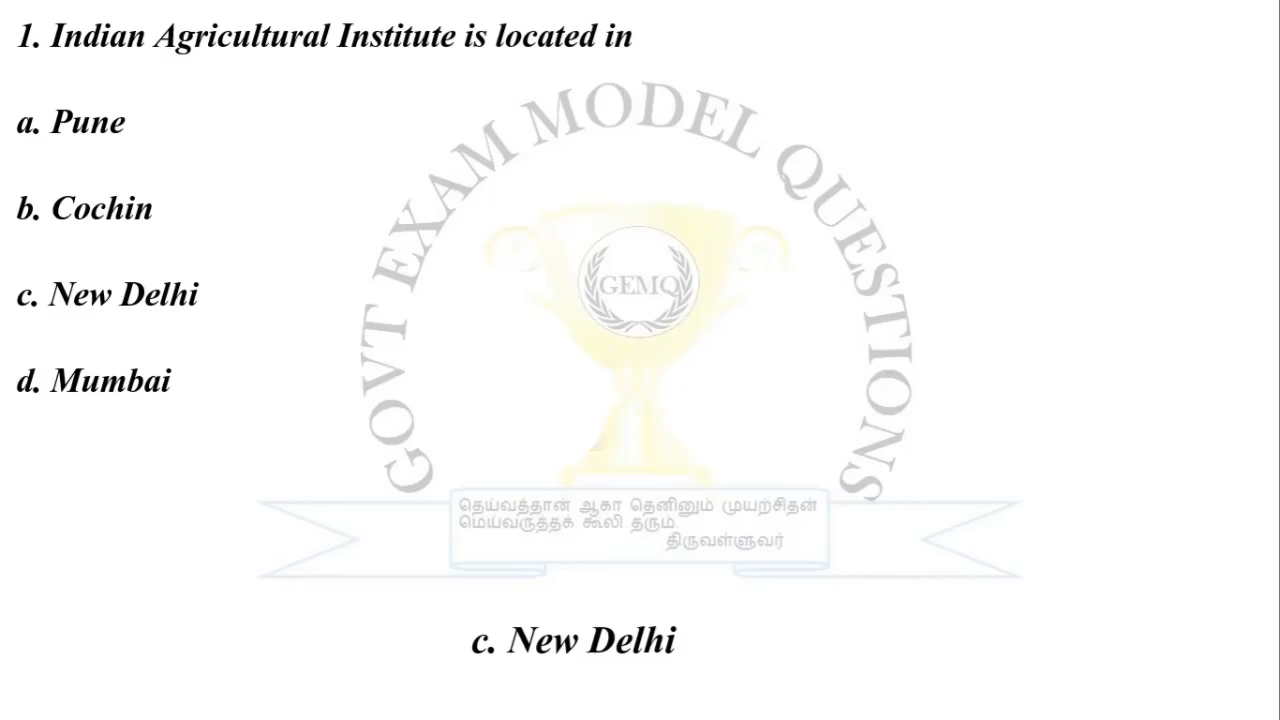 1. Indian Agricultural Institute is located in
a. Pune
b. Cochin
c. New Delhi
d. Mumbai
GOVT EXAM MODEL QUESTIONS
GEMQ
தெய்வத்தான் ஆகா தெனினும் முயற்சிதன்
மெய்வருத்தக் கூலி தரும்.
திருவள்ளுவர்
c. New Delhi